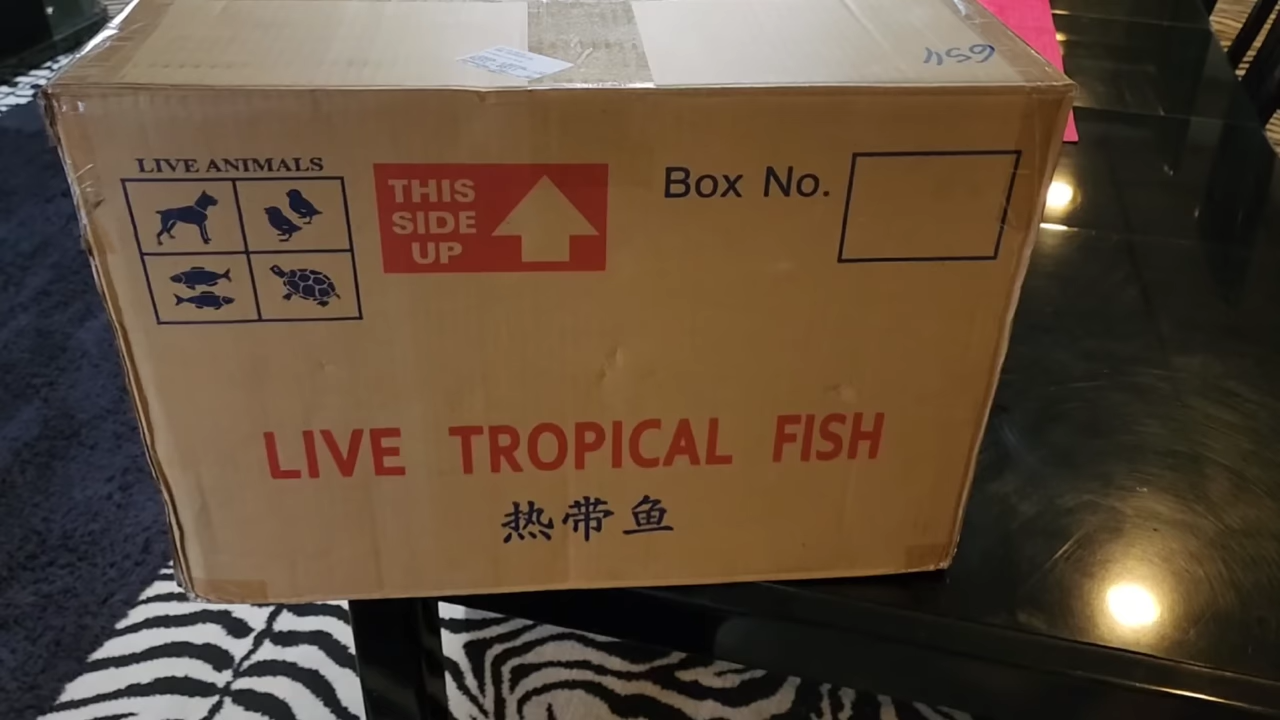 LIVE ANIMALS
THIS
SIDE
UP
Box No.
LIVE TROPICAL FISH
热带鱼